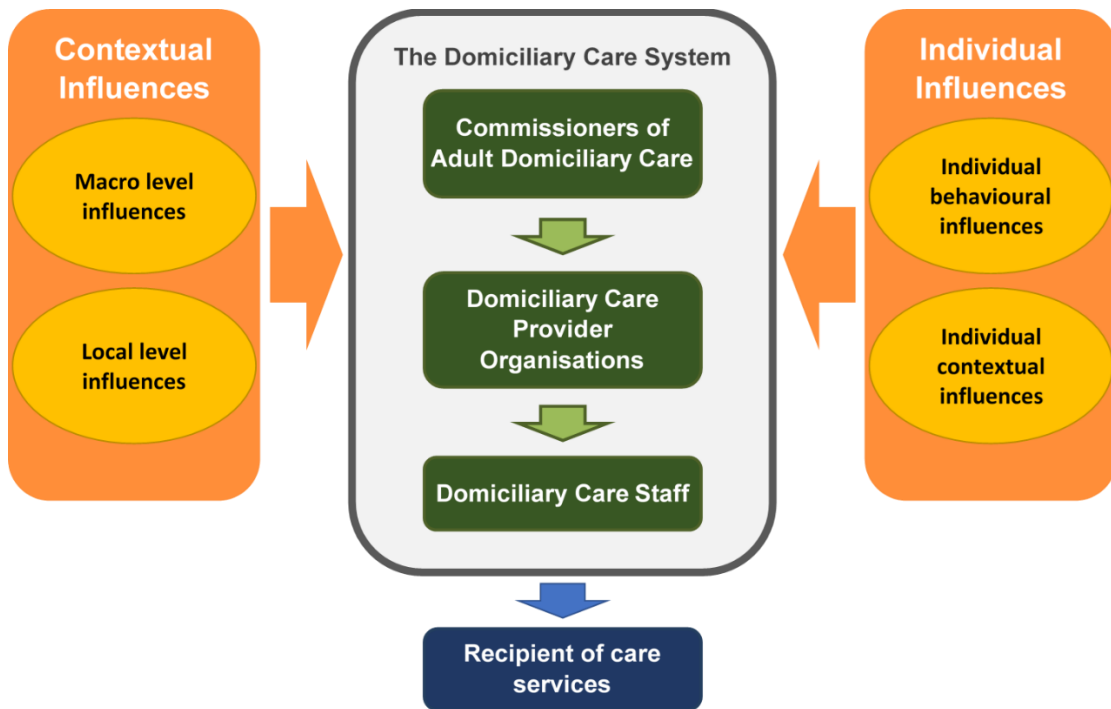 Contextual
Influences
Macro level
influences
Local level
influences
The Domiciliary Care System
Commissioners of
Adult Domiciliary Care
Domiciliary Care
Provider
Organisations
Domiciliary Care Staff
Recipient of care
services
Individual
Influences
Individual
behavioural
influences
Individual
contextual
influences